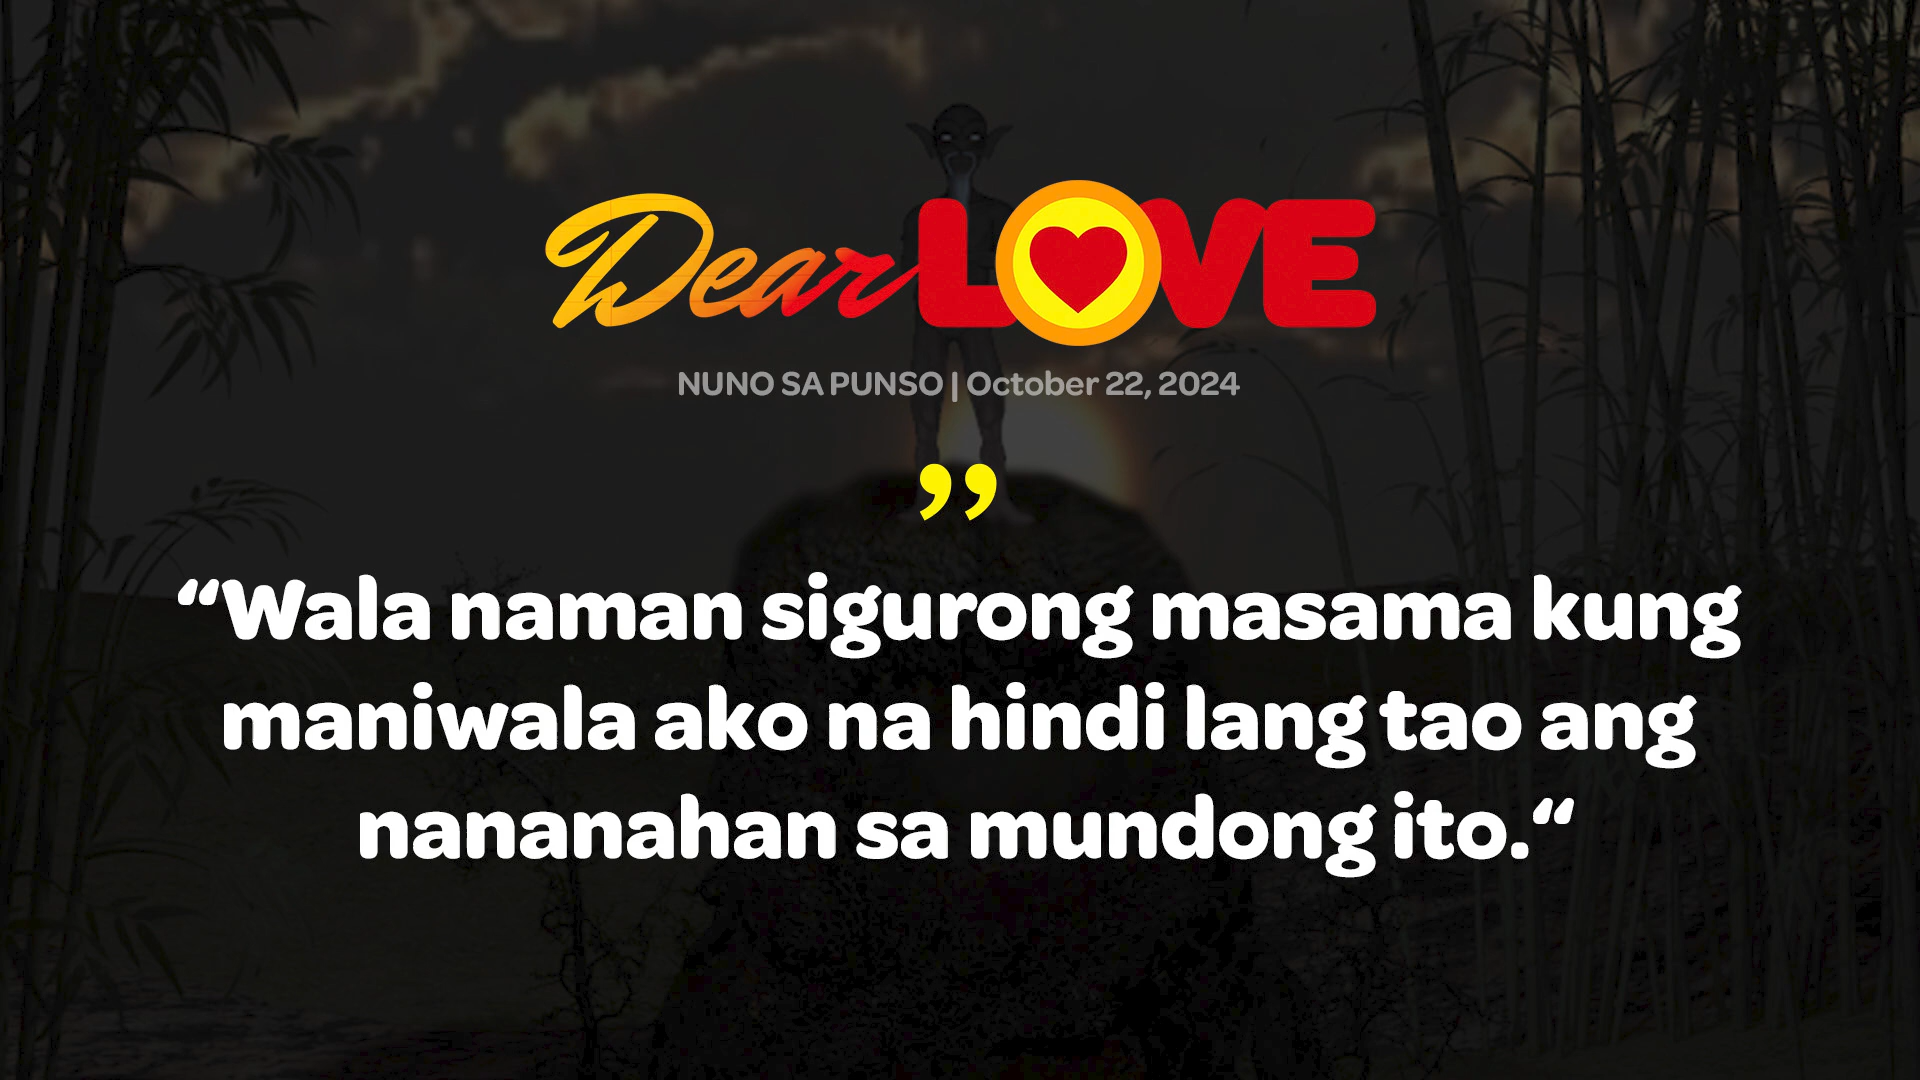 Dear LOVE
NUNO SA PUNSO | October 22, 2024
”
“Wala naman sigurong masama kung
maniwala ako na hindi lang tao ang
nananahan sa mundong ito.“